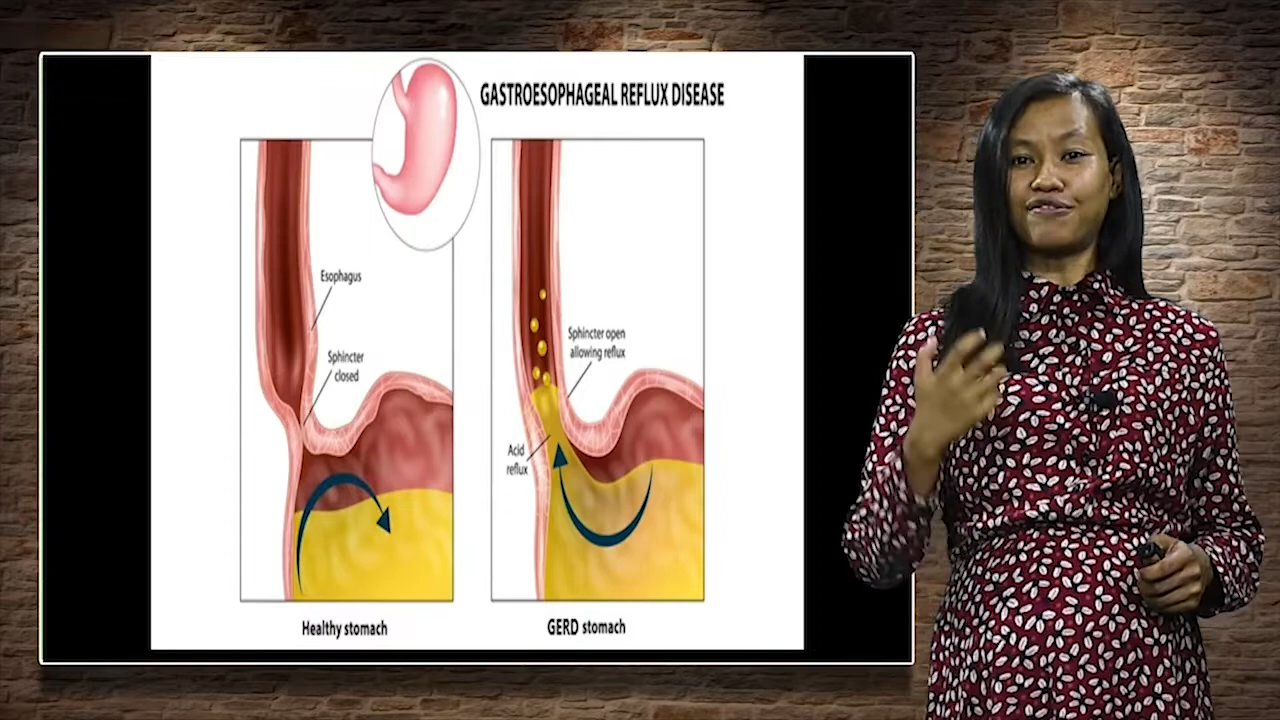 GASTROESOPHAGEAL REFLUX DISEASE
Esophagus
Sphincter
closed
Healthy stomach
Sphincter open
allowing reflux
Acid
reflux
GERD stomach